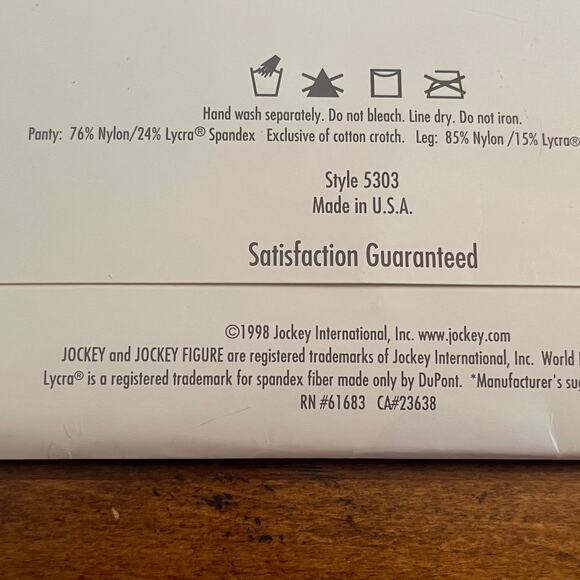 Hand wash separately. Do not bleach. Line dry. Do not iron.
Panty: 76% Nylon/24% Lycra® Spandex Exclusive of cotton crotch. Leg: 85% Nylon /15% Lycra®
Style 5303
Made in U.S.A.
Satisfaction Guaranteed
©1998 Jockey International, Inc. www.jockey.com
JOCKEY and JOCKEY FIGURE are registered trademarks of Jockey International, Inc. World
Lycra® is a registered trademark for spandex fiber made only by DuPont. *Manufacturer's
RN #61683 CA#23638